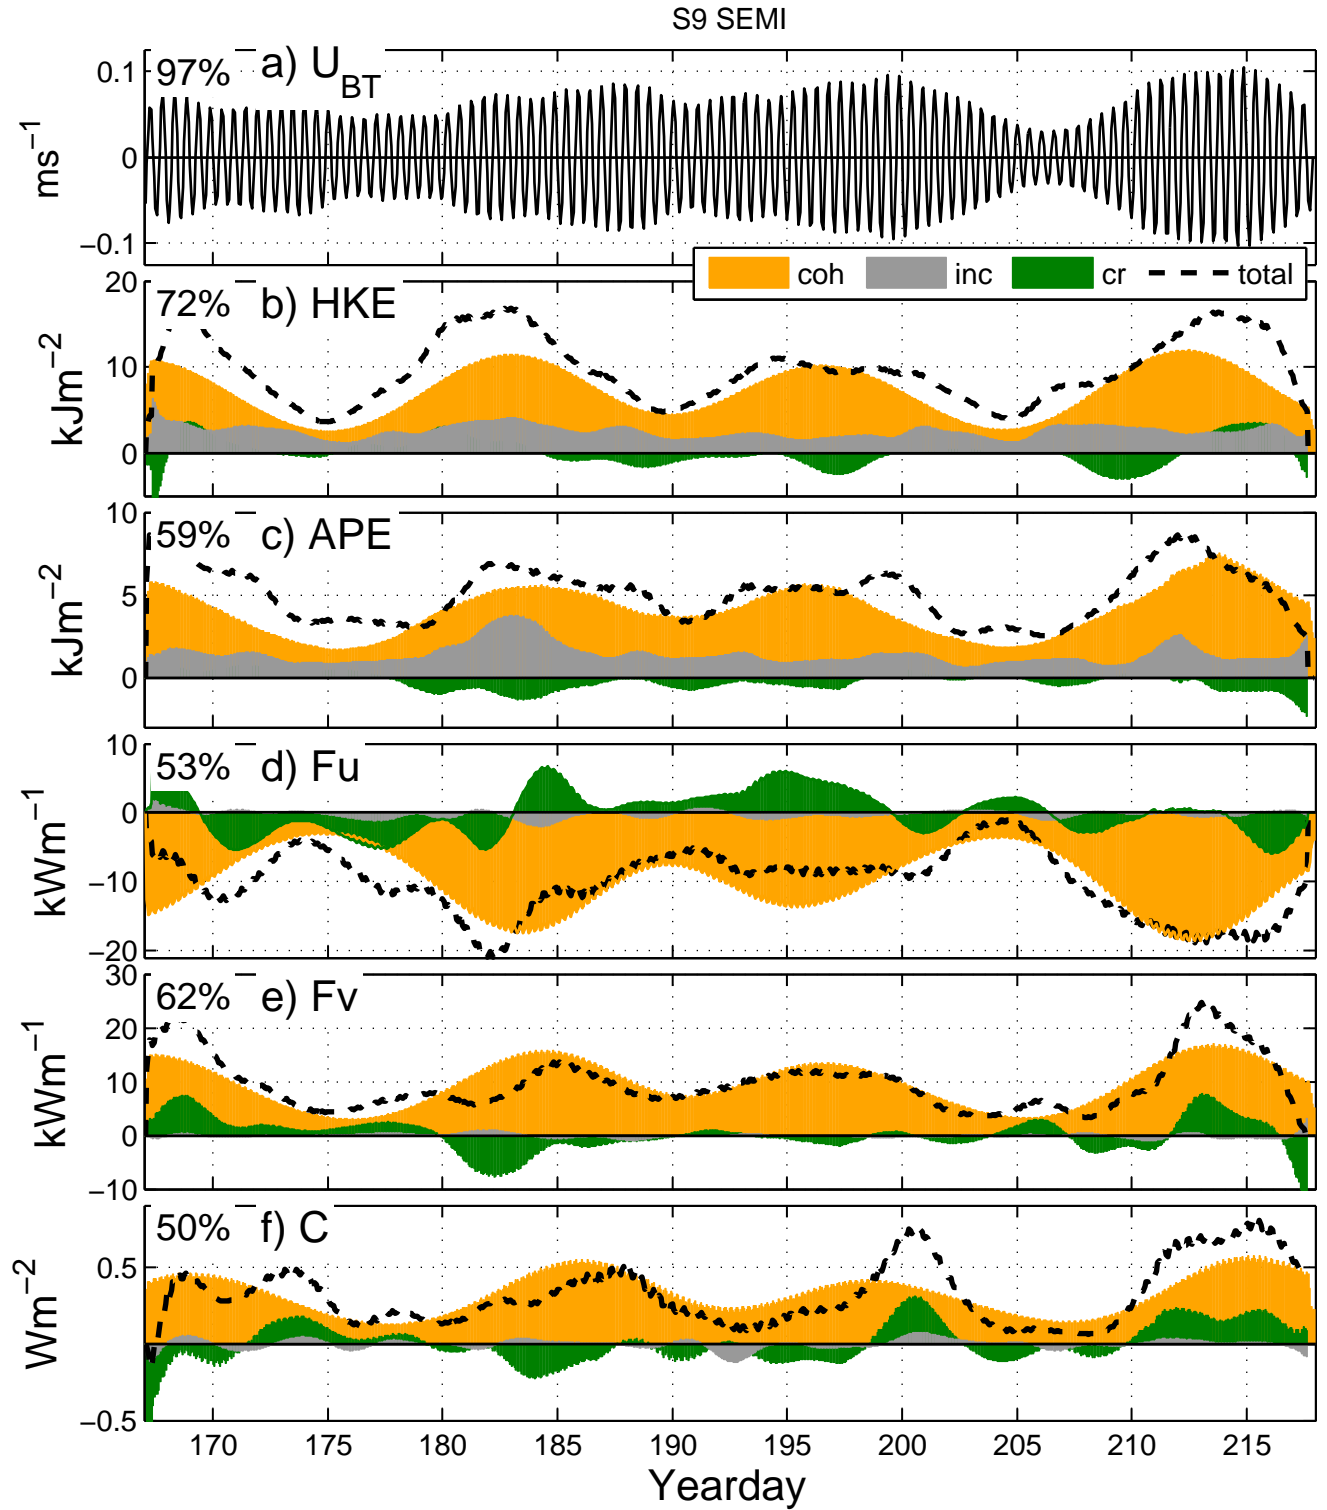 S9 SEMI
97% a) U_BT
0.1
0
−0.1
ms⁻¹
coh inc cr total
72% b) HKE
20
10
0
kJm⁻²
59% c) APE
10
5
0
kJm⁻²
53% d) Fu
10
0
−10
−20
kWm⁻¹
62% e) Fv
30
20
10
0
−10
kWm⁻¹
50% f) C
0.5
0
−0.5
Wm⁻²
170 175 180 185 190 195 200 205 210 215
Yearday